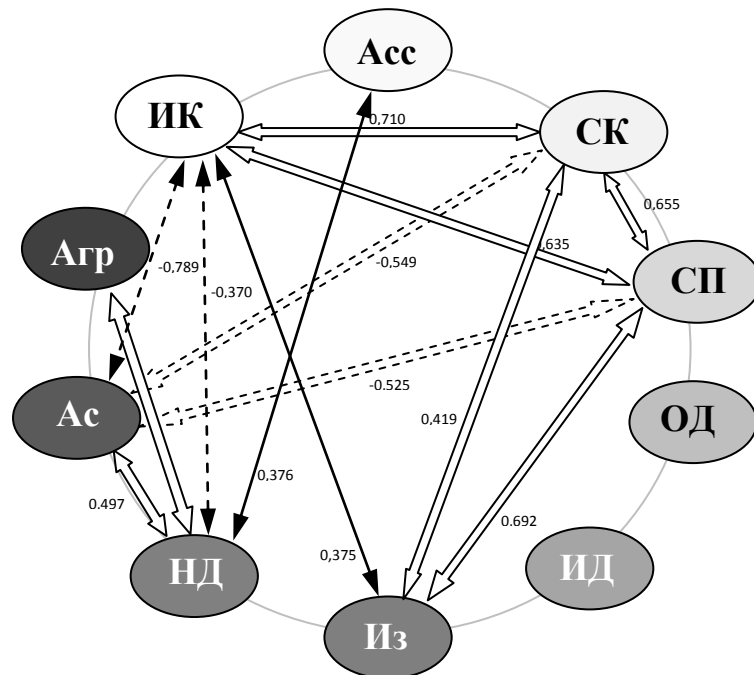 Асс
ИК
0,710
СК
0,655
Агр
-0,789
-0,549
,635
-0,370
СП
Ас
-0.525
ОД
0,419
0,376
0.497
0.692
0,375
НД
ИД
Из